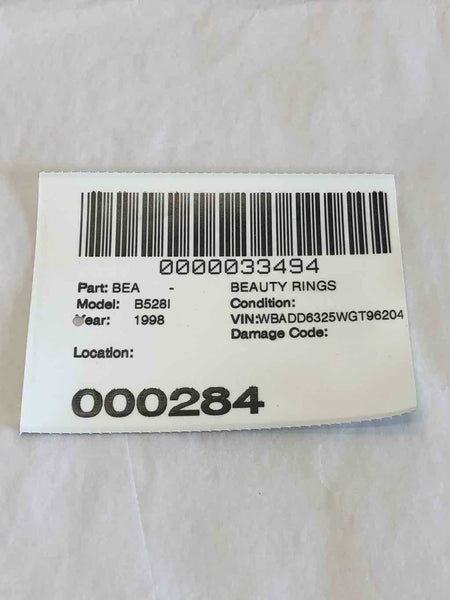 0000033494
Part: BEA - BEAUTY RINGS
Model: B528I Condition:
Year: 1998 VIN:WBADD6325WGT96204
Damage Code:
Location:
000284